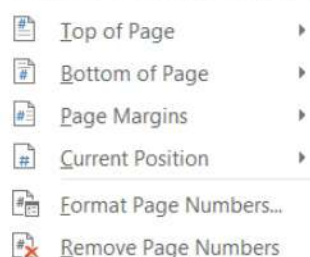 Top of Page
Bottom of Page
Page Margins
Current Position
Format Page Numbers...
Remove Page Numbers